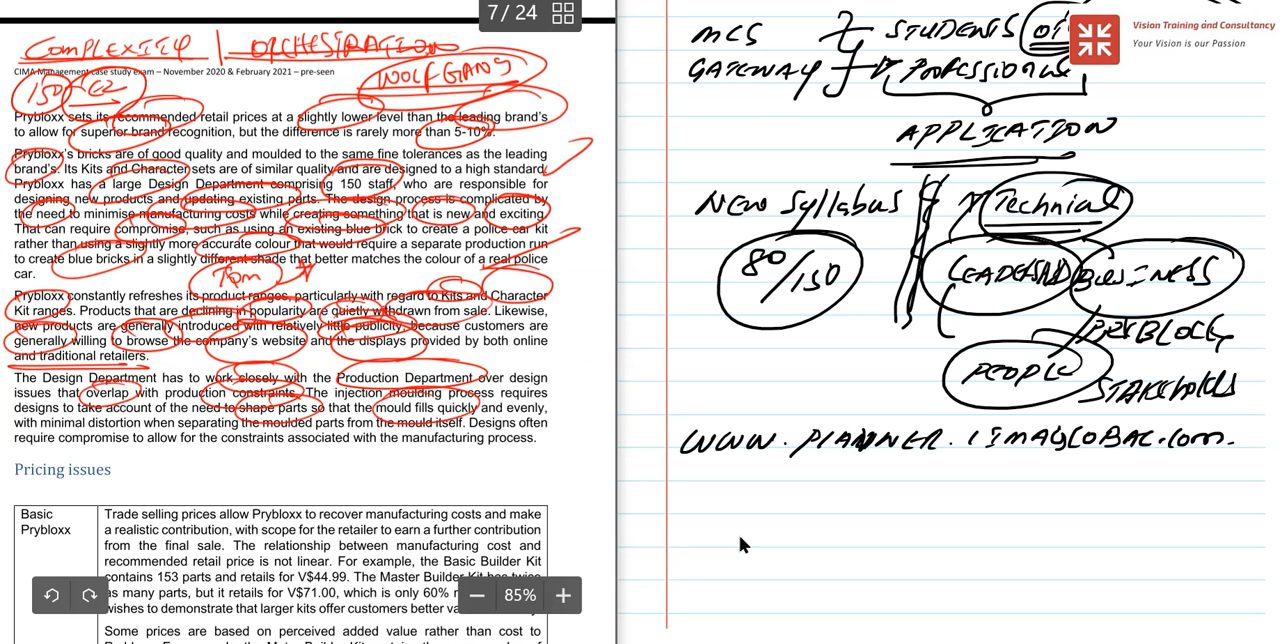 7 / 24
COMPLEXITY | ORCHESTRATION
CIMA Management case study exam – November 2020 & February 2021 – pre-seen
WOLFGANG
150 E2
Prybloxx sets its recommended retail prices at a slightly lower level than the leading brand's
to allow for superior brand recognition, but the difference is rarely more than 5-10%.
Prybloxx's bricks are of good quality and moulded to the same fine tolerances as the leading
brand's. Its Kits and Character sets are of similar quality and are designed to a high standard.
Prybloxx has a large Design Department comprising 150 staff, who are responsible for
designing new products and updating existing parts. The design process is complicated by
the need to minimise manufacturing costs while creating something that is new and exciting.
That can require compromise, such as using an existing blue brick to create a police car kit
rather than using a slightly more accurate colour that would require a separate production run
to create blue bricks in a slightly different shade that better matches the colour of a real police
car.
Prybloxx constantly refreshes its product ranges, particularly with regard to Kits and Character
Kit ranges. Products that are declining in popularity are quietly withdrawn from sale. Likewise,
new products are generally introduced with relatively little publicity, because customers are
generally willing to browse the company's website and the displays provided by both online
and traditional retailers.
The Design Department has to work closely with the Production Department over design
issues that overlap with production constraints. The injection moulding process requires
designs to take account of the need to shape parts so that the mould fills quickly and evenly,
with minimal distortion when separating the moulded parts from the mould itself. Designs often
require compromise to allow for the constraints associated with the manufacturing process.
Pricing issues
Basic
Prybloxx
Trade selling prices allow Prybloxx to recover manufacturing costs and make
a realistic contribution, with scope for the retailer to earn a further contribution
from the final sale. The relationship between manufacturing cost and
recommended retail price is not linear. For example, the Basic Builder Kit
contains 153 parts and retails for V$44.99. The Master Builder Kit has twice
as many parts, but it retails for V$71.00, which is only 60%
wishes to demonstrate that larger kits offer customers better
Some prices are based on perceived added value rather than cost to
85%
MCS
GATEWAY
STUDENTS
PROFESSIONALS
APPLICATION
New Syllabus
Technical
80/150
LEADERSHIP
BUSINESS
PRYBLOCK
PEOPLE
STAKEHOLDS
WWW.PLANNER.CIMAGLOBAL.COM.
Vision Training and Consultancy
Your Vision is our Passion